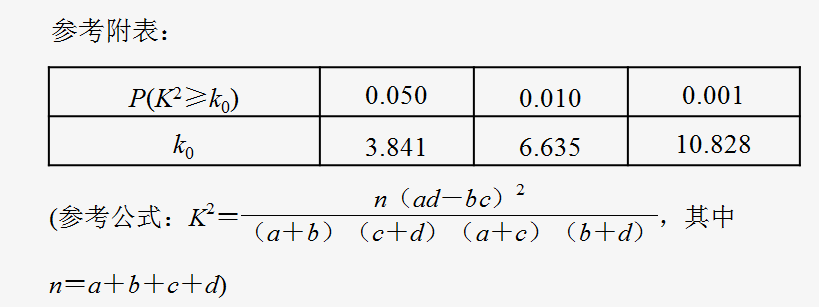 参考附表：
P(K²≥k₀) 0.050 0.010 0.001
k₀ 3.841 6.635 10.828
(参考公式：K²＝n（ad－bc）²/（a＋b）（c＋d）（a＋c）（b＋d），其中
n＝a＋b＋c＋d)